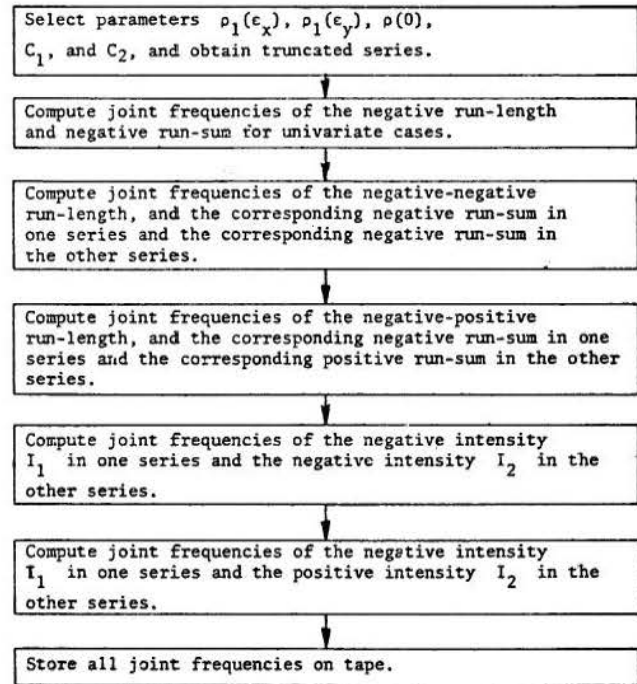 Select parameters ρ₁(εₓ), ρ₁(ε_y), ρ(0),
C₁, and C₂, and obtain truncated series.
Compute joint frequencies of the negative run-length
and negative run-sum for univariate cases.
Compute joint frequencies of the negative-negative
run-length, and the corresponding negative run-sum in
one series and the corresponding negative run-sum in
the other series.
Compute joint frequencies of the negative-positive
run-length, and the corresponding negative run-sum in one
series and the corresponding positive run-sum in the other
series.
Compute joint frequencies of the negative intensity
I₁ in one series and the negative intensity I₂ in the
other series.
Compute joint frequencies of the negative intensity
I₁ in one series and the positive intensity I₂ in the
other series.
Store all joint frequencies on tape.